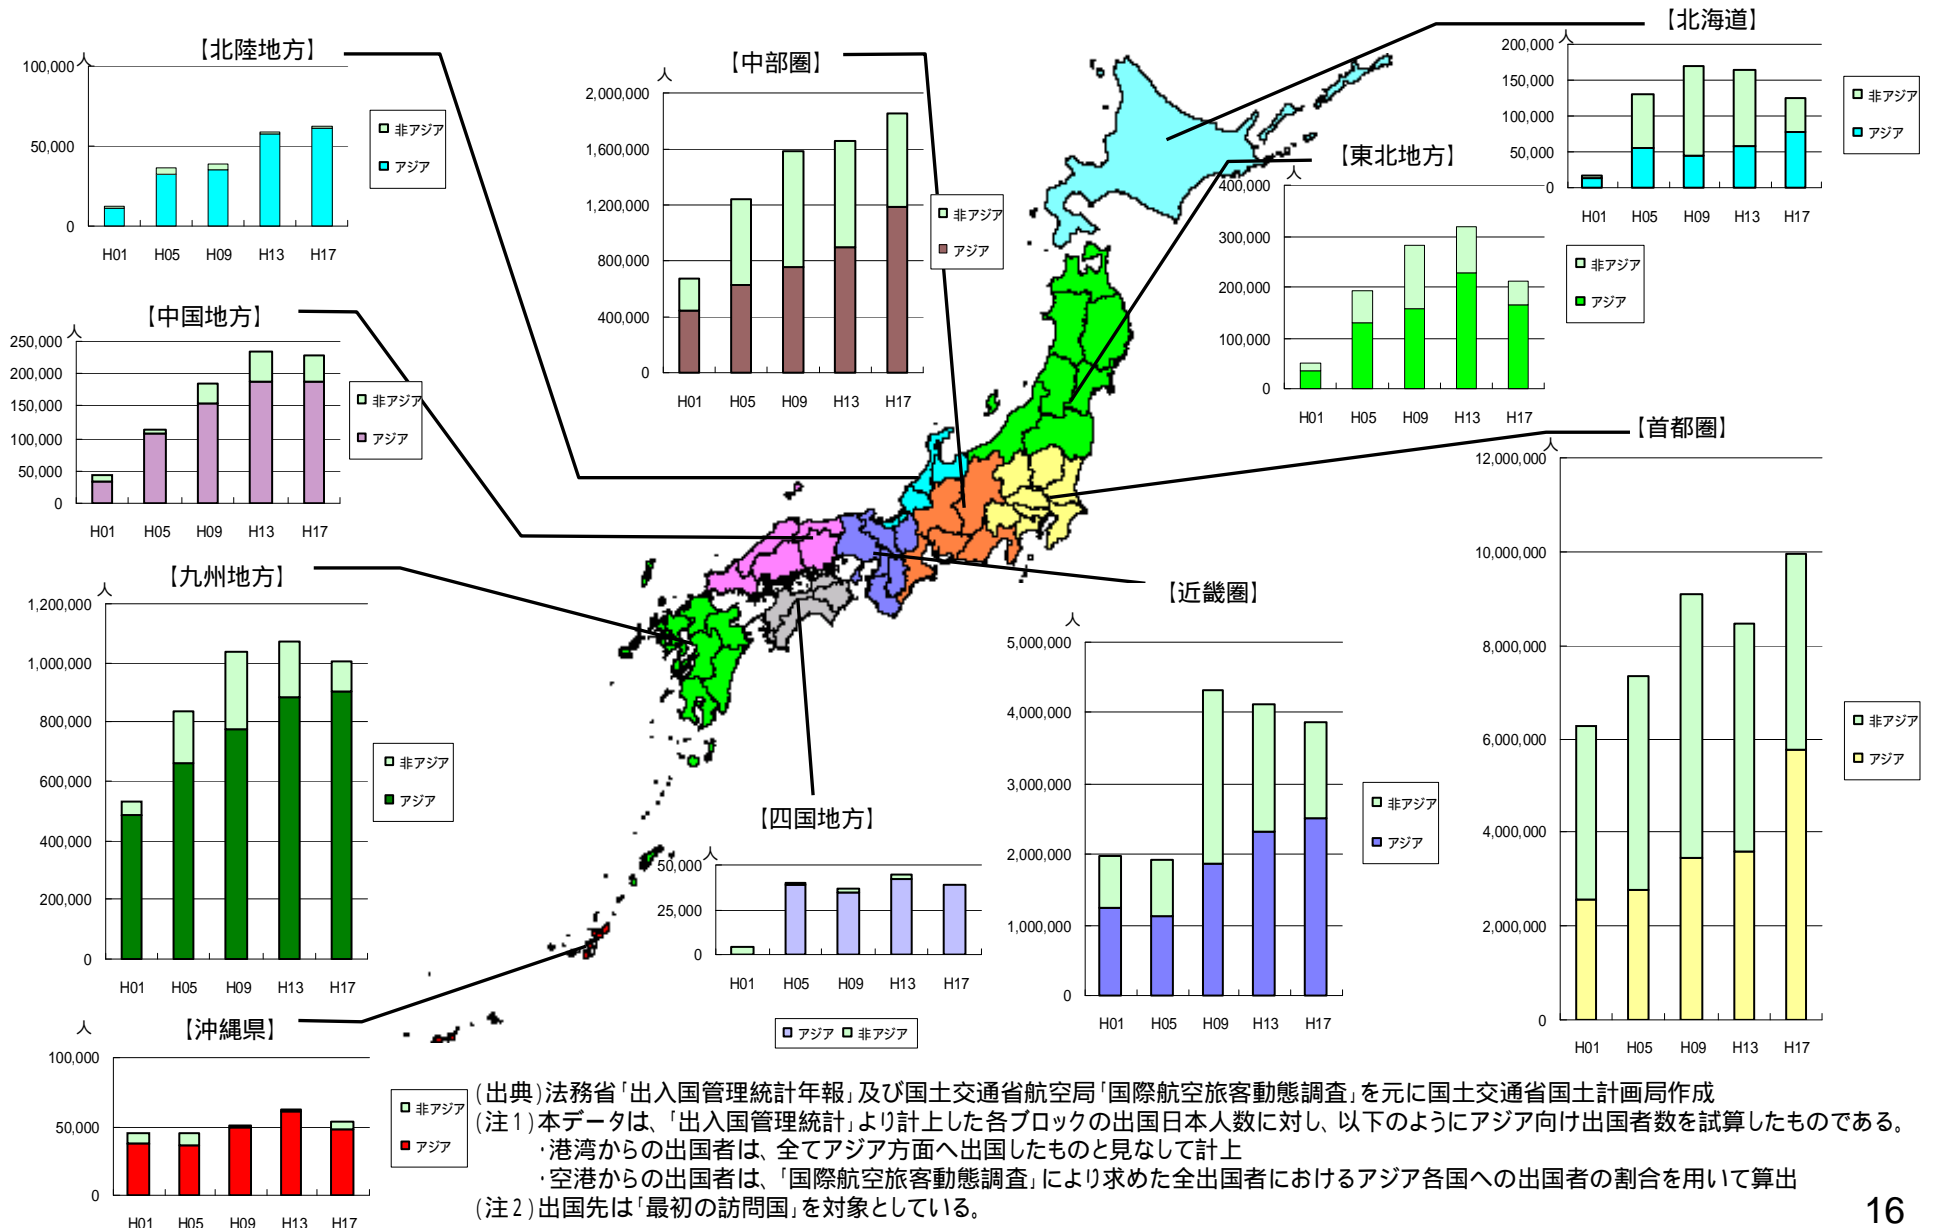 【北陸地方】
人
100,000
50,000
0
H01 H05 H09 H13 H17
非アジア
アジア
【中部圏】
人
2,000,000
1,600,000
1,200,000
800,000
400,000
0
H01 H05 H09 H13 H17
非アジア
アジア
【北海道】
人
200,000
150,000
100,000
50,000
0
H01 H05 H09 H13 H17
非アジア
アジア
【東北地方】
人
400,000
300,000
200,000
100,000
0
H01 H05 H09 H13 H17
非アジア
アジア
【中国地方】
人
250,000
200,000
150,000
100,000
50,000
0
H01 H05 H09 H13 H17
非アジア
アジア
【首都圏】
人
12,000,000
10,000,000
8,000,000
6,000,000
4,000,000
2,000,000
0
H01 H05 H09 H13 H17
非アジア
アジア
【九州地方】
人
1,200,000
1,000,000
800,000
600,000
400,000
200,000
0
H01 H05 H09 H13 H17
非アジア
アジア
【近畿圏】
人
5,000,000
4,000,000
3,000,000
2,000,000
1,000,000
0
H01 H05 H09 H13 H17
非アジア
アジア
【四国地方】
人
50,000
25,000
0
H01 H05 H09 H13 H17
アジア 非アジア
【沖縄県】
人
100,000
50,000
0
H01 H05 H09 H13 H17
非アジア
アジア
(出典)法務省「出入国管理統計年報」及び国土交通省航空局「国際航空旅客動態調査」を元に国土交通省国土計画局作成
(注1)本データは、「出入国管理統計」より計上した各ブロックの出国日本人数に対し、以下のようにアジア向け出国者数を試算したものである。
・港湾からの出国者は、全てアジア方面へ出国したものと見なして計上
・空港からの出国者は、「国際航空旅客動態調査」により求めた全出国者におけるアジア各国への出国者の割合を用いて算出
(注2)出国先は「最初の訪問国」を対象としている。
16